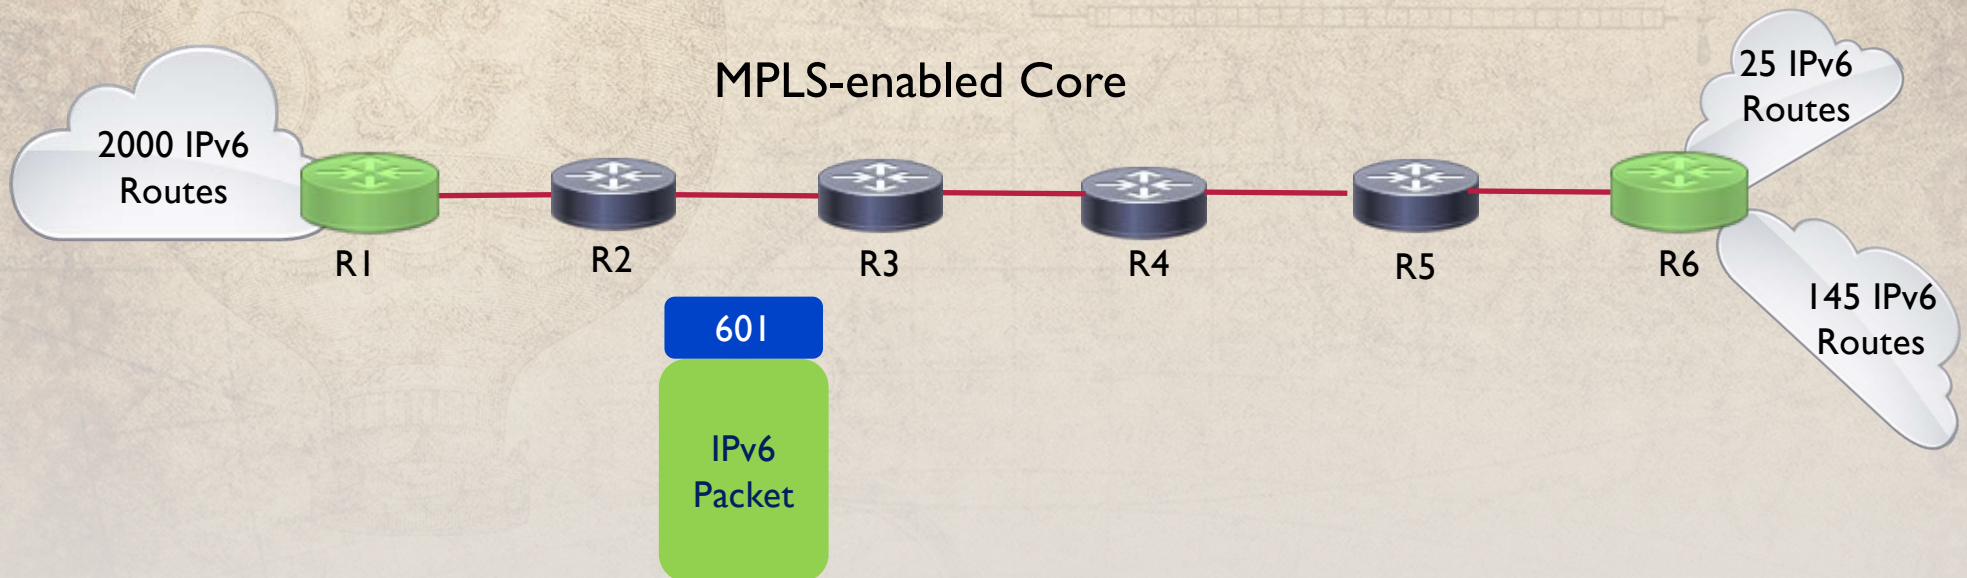 MPLS-enabled Core
2000 IPv6
Routes
25 IPv6
Routes
R1
R2
R3
R4
R5
R6
145 IPv6
Routes
601
IPv6
Packet